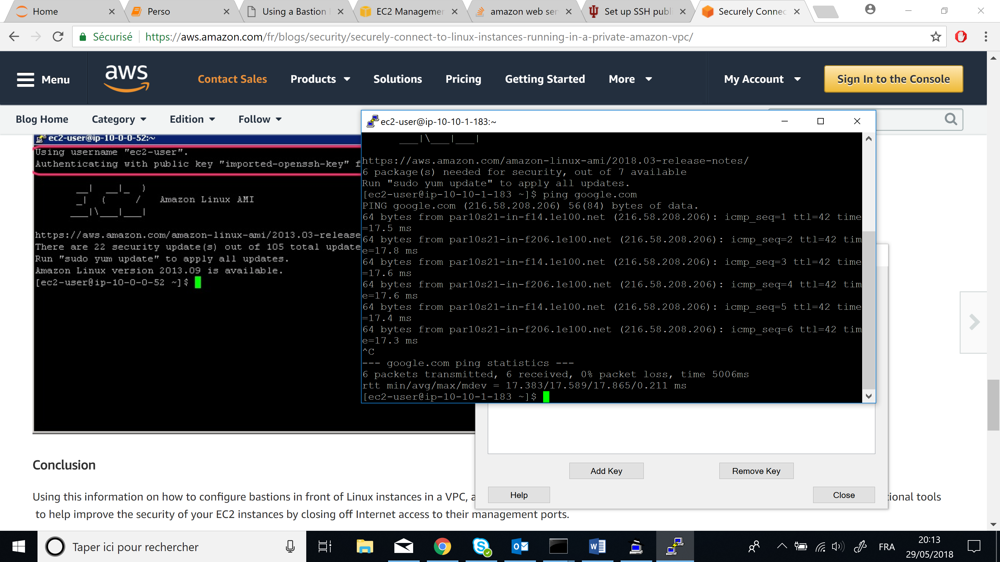 Home
Perso
Using a Bastion
EC2 Managemen
amazon web ser
Set up SSH publi
Securely Connec
Sécurisé
https://aws.amazon.com/fr/blogs/security/securely-connect-to-linux-instances-running-in-a-private-amazon-vpc/
Menu
aws
Contact Sales
Products
Solutions
Pricing
Getting Started
More
My Account
Sign In to the Console
Blog Home
Category
Edition
Follow
ec2-user@ip-10-0-0-52:~
Using username "ec2-user".
Authenticating with public key "imported-openssh-key" f
__|  __|_  )
_|  (     /   Amazon Linux AMI
___|\___|___|
https://aws.amazon.com/amazon-linux-ami/2013.03-release
There are 22 security update(s) out of 105 total update
Run "sudo yum update" to apply all updates.
Amazon Linux version 2013.09 is available.
[ec2-user@ip-10-0-0-52 ~]$
ec2-user@ip-10-10-1-183:~
___|\___|___|
https://aws.amazon.com/amazon-linux-ami/2018.03-release-notes/
6 package(s) needed for security, out of 7 available
Run "sudo yum update" to apply all updates.
[ec2-user@ip-10-10-1-183 ~]$ ping google.com
PING google.com (216.58.208.206) 56(84) bytes of data.
64 bytes from par10s21-in-f14.1e100.net (216.58.208.206): icmp_seq=1 ttl=42 time
=17.5 ms
64 bytes from par10s21-in-f206.1e100.net (216.58.208.206): icmp_seq=2 ttl=42 tim
e=17.8 ms
64 bytes from par10s21-in-f14.1e100.net (216.58.208.206): icmp_seq=3 ttl=42 time
=17.6 ms
64 bytes from par10s21-in-f206.1e100.net (216.58.208.206): icmp_seq=4 ttl=42 tim
e=17.6 ms
64 bytes from par10s21-in-f14.1e100.net (216.58.208.206): icmp_seq=5 ttl=42 time
=17.4 ms
64 bytes from par10s21-in-f206.1e100.net (216.58.208.206): icmp_seq=6 ttl=42 tim
e=17.3 ms
^C
--- google.com ping statistics ---
6 packets transmitted, 6 received, 0% packet loss, time 5006ms
rtt min/avg/max/mdev = 17.383/17.589/17.865/0.211 ms
[ec2-user@ip-10-10-1-183 ~]$
Add Key
Remove Key
Help
Close
Conclusion
Using this information on how to configure bastions in front of Linux instances in a VPC, a
ional tools
to help improve the security of your EC2 instances by closing off Internet access to their management ports.
Taper ici pour rechercher
FRA
20:13
29/05/2018